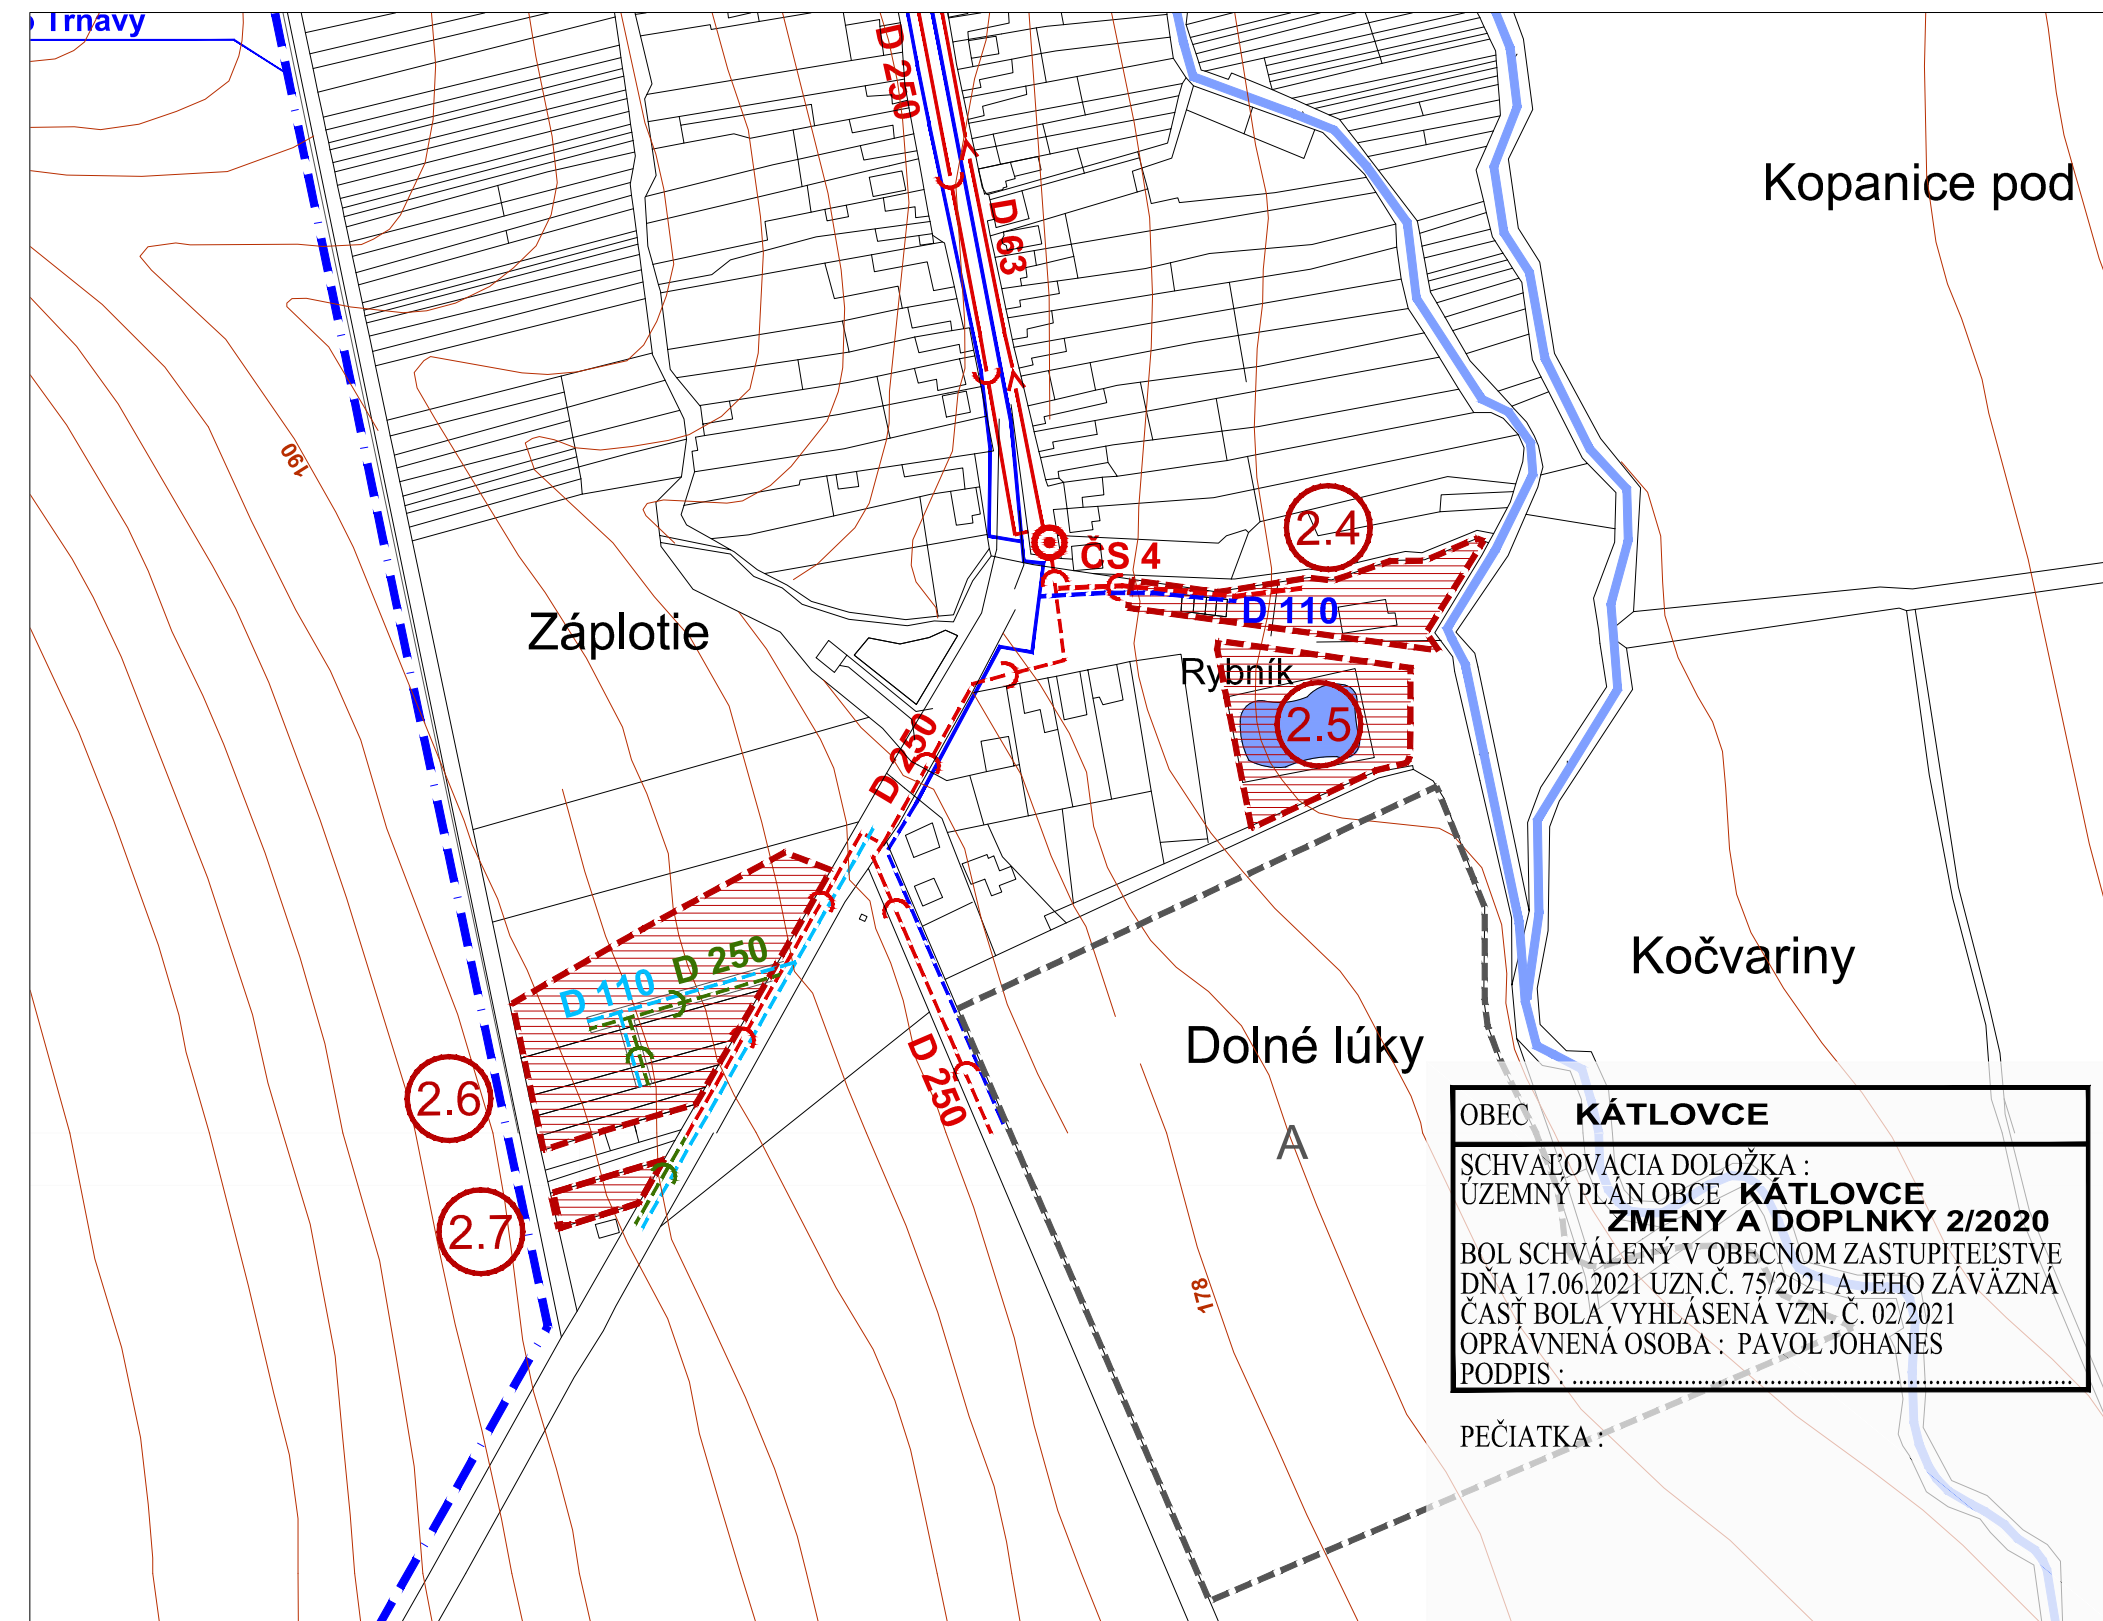 Trnavy
D 250
D 63
Kopanice pod
190
2.4
ČS 4
D 110
Záplotie
Rybník
2.5
D 250
D 250
D 110
Kočvariny
Dolné lúky
D 250
2.6
A
2.7
178
OBEC KÁTLOVCE
SCHVAĽOVACIA DOLOŽKA :
ÚZEMNÝ PLÁN OBCE KÁTLOVCE
ZMENY A DOPLNKY 2/2020
BOL SCHVÁLENÝ V OBECNOM ZASTUPITEĽSTVE
DŇA 17.06.2021 UZN.Č. 75/2021 A JEHO ZÁVÄZNÁ
ČASŤ BOLA VYHLÁSENÁ VZN. Č. 02/2021
OPRÁVNENÁ OSOBA : PAVOL JOHANES
PODPIS : ..............................................................................
PEČIATKA :